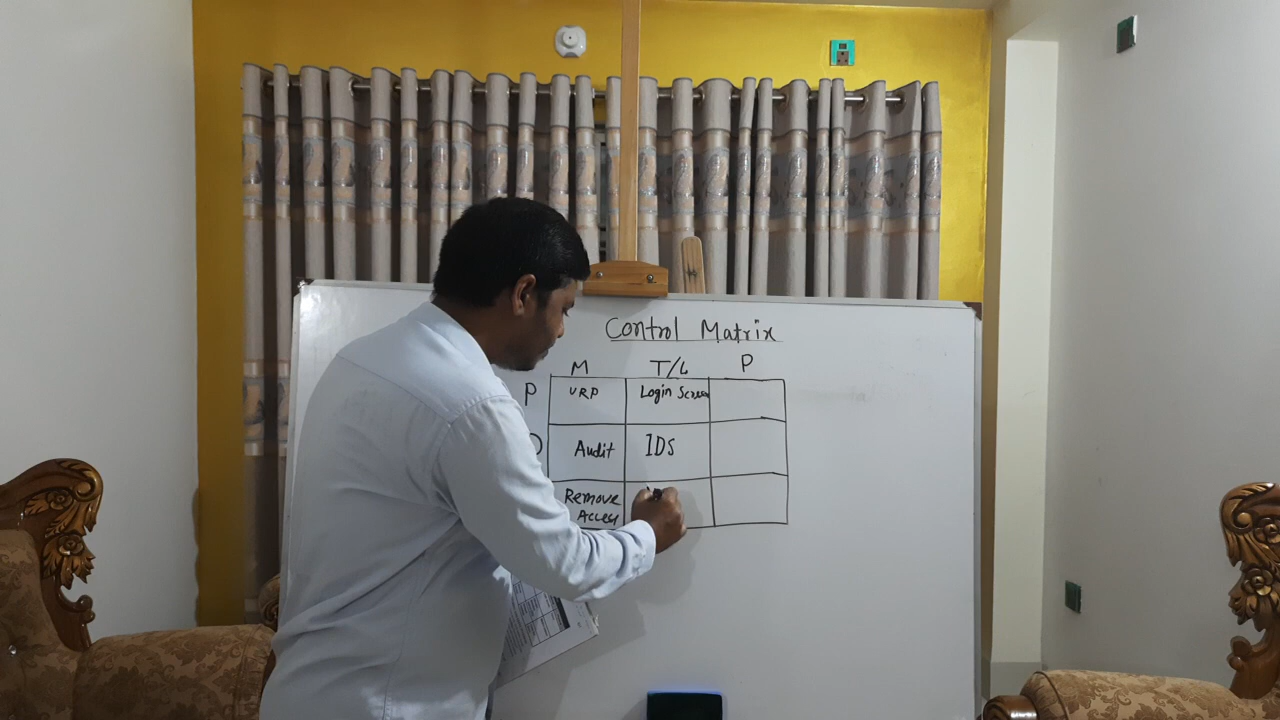 Control Matrix
M T/L P
P URP Login Screen
D Audit IDS
Remove
Access